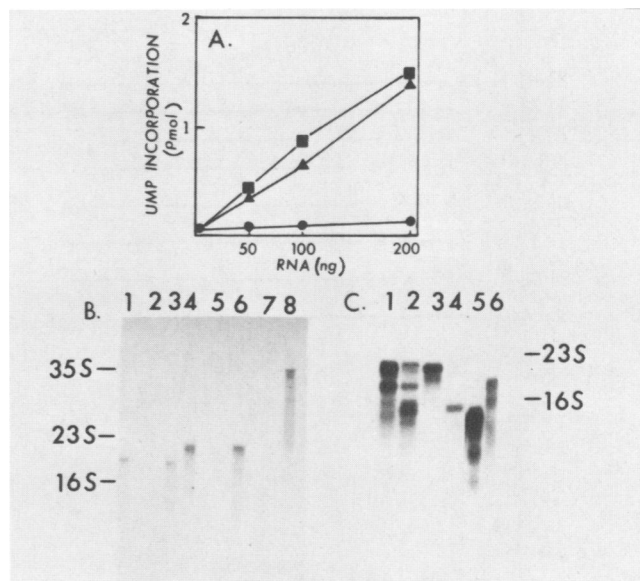 2
A.
UMP INCORPORATION
(Pmol)
1
50 100 200
RNA (ng)
B. 1 2 3 4 5 6 7 8
35S–
23S–
16S–
C. 1 2 3 4 5 6
–23S
–16S